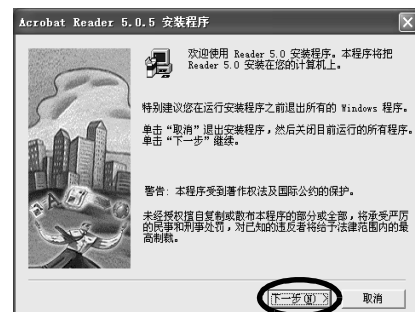 Acrobat Reader 5.0.5 安装程序
欢迎使用 Reader 5.0 安装程序。本程序将把
Reader 5.0 安装在您的计算机上。
特别建议您在运行安装程序之前退出所有的 Windows 程序。
单击“取消”退出安装程序，然后关闭目前运行的所有程序。
单击“下一步”继续。
警告: 本程序受到著作权法及国际公约的保护。
未经授权擅自复制或散布本程序的部分或全部，将承受严厉
的民事和刑事处罚，对已知的违反者将给予法律范围内的最
高制裁。
下一步(N) >
取消